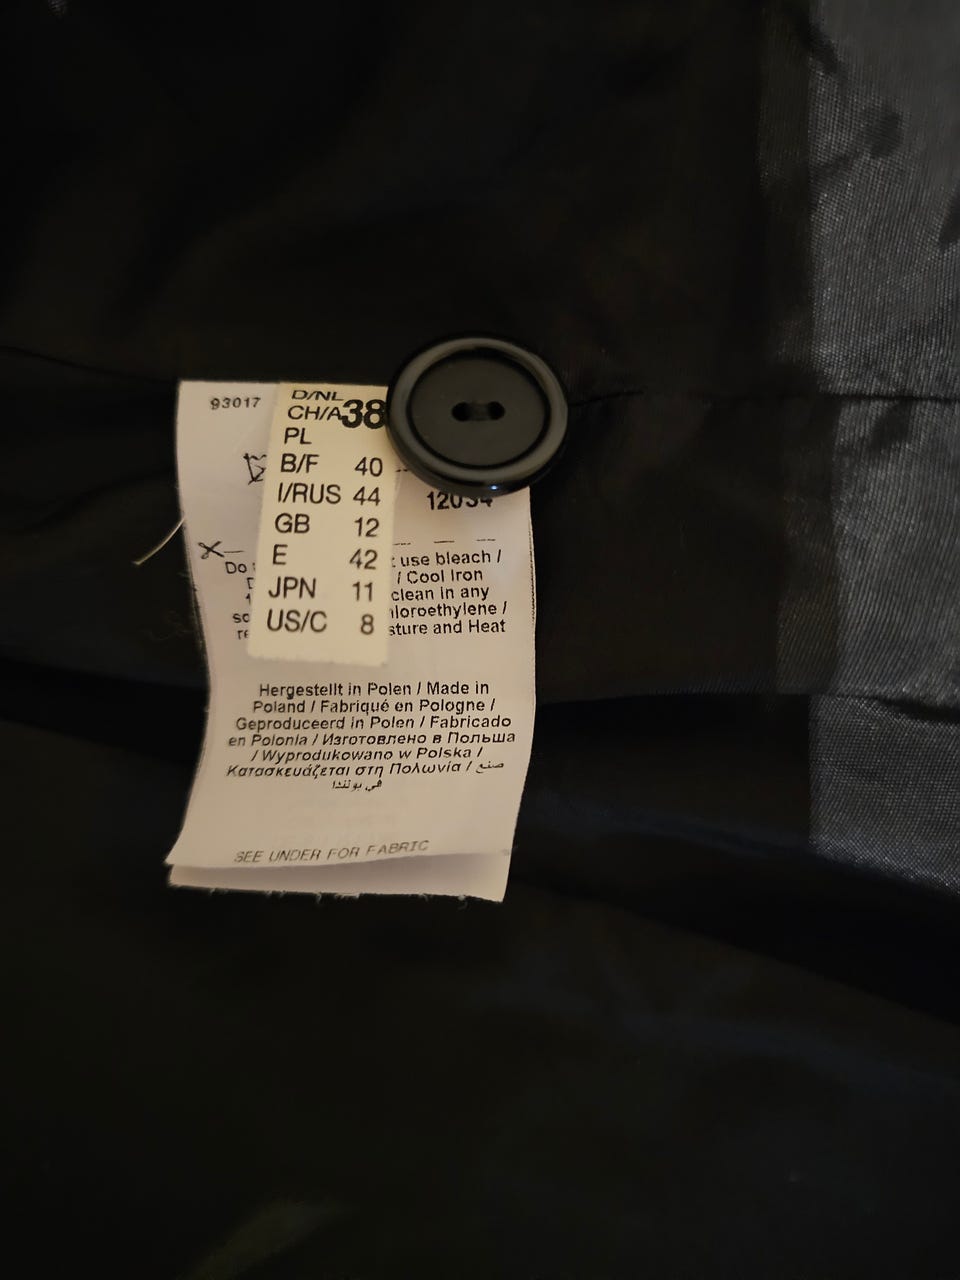 93017
D/NL
CH/A 38
PL
B/F 40
I/RUS 44
GB 12
E 42
JPN 11
US/C 8
Do
use bleach /
/ Cool Iron
clean in any
hloroethylene /
sture and Heat
Hergestellt in Polen / Made in
Poland / Fabriqué en Pologne /
Geproduceerd in Polen / Fabricado
en Polonia / Изготовлено в Польша
/ Wyprodukowano w Polska /
Κατασκευάζεται στη Πολωνία / صنع
في بولندا
SEE UNDER FOR FABRIC